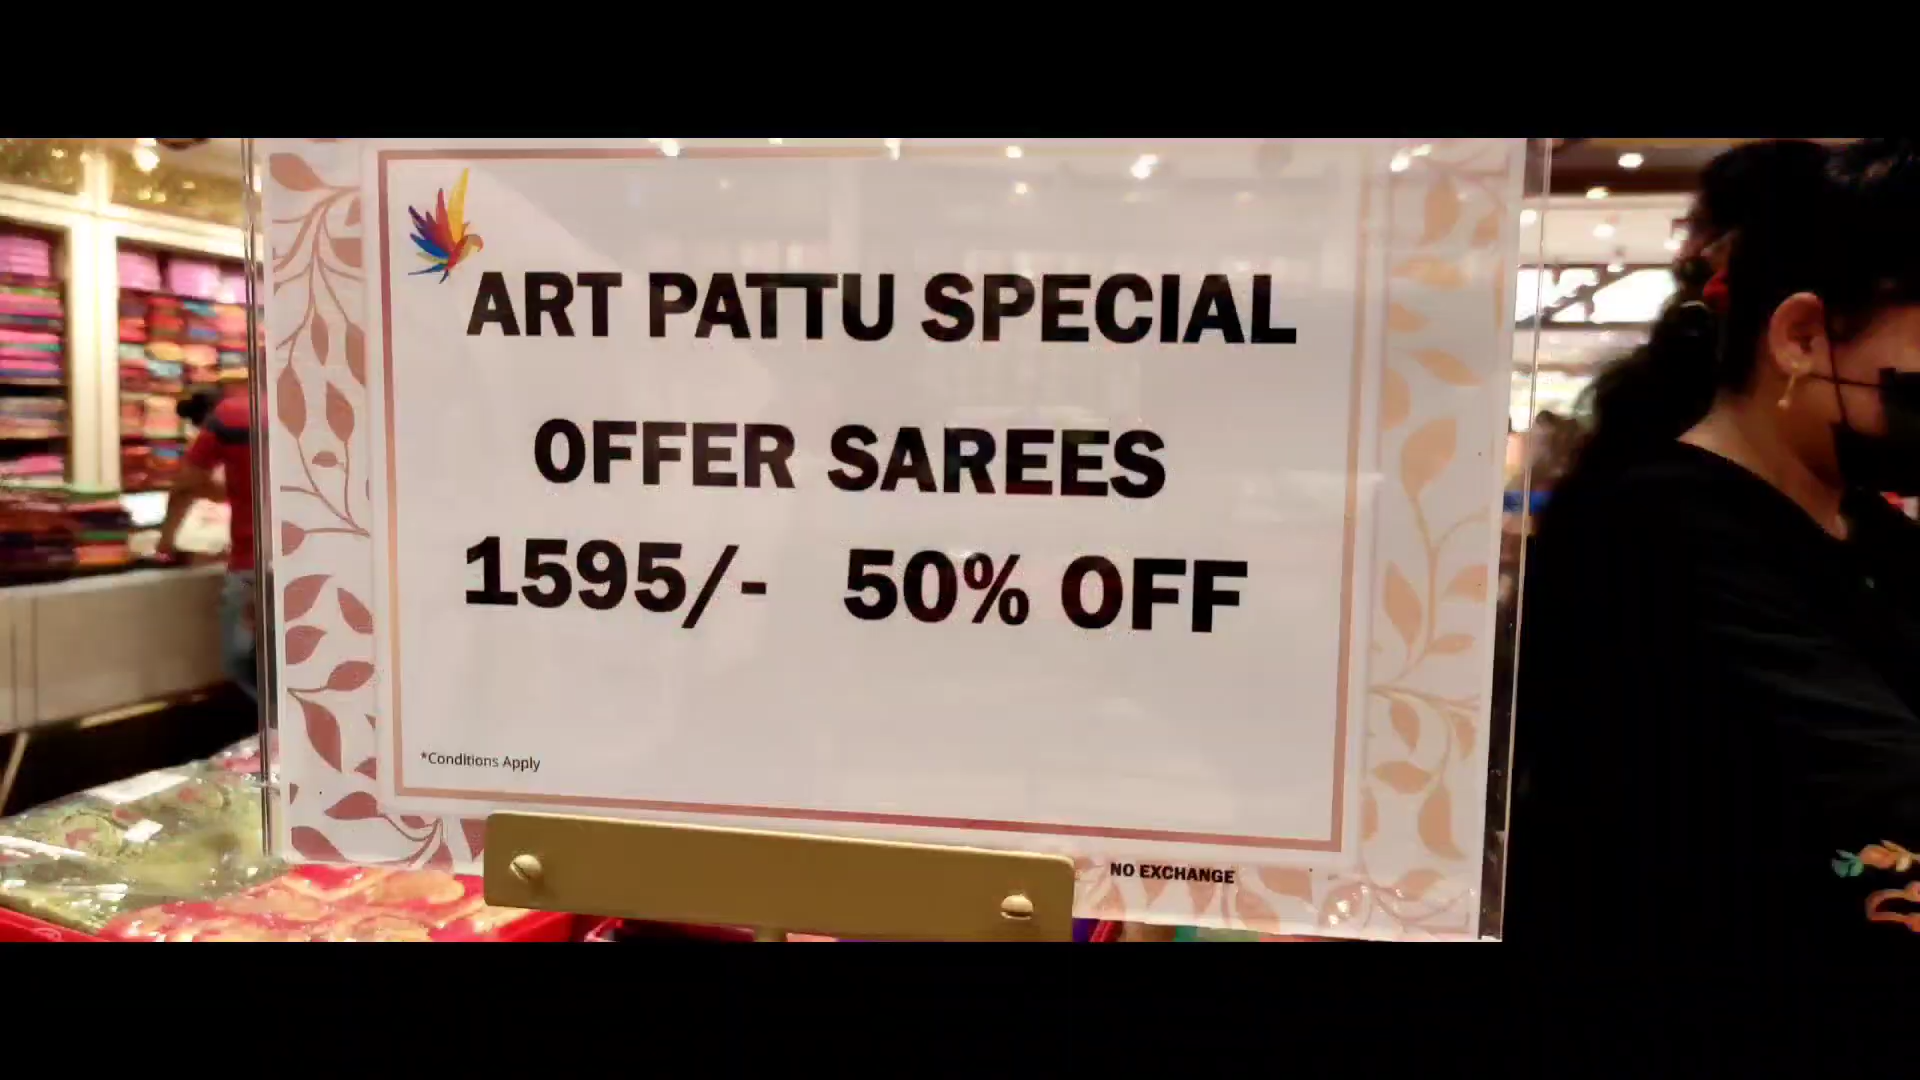 ART PATTU SPECIAL
OFFER SAREES
1595/- 50% OFF
*Conditions Apply
NO EXCHANGE